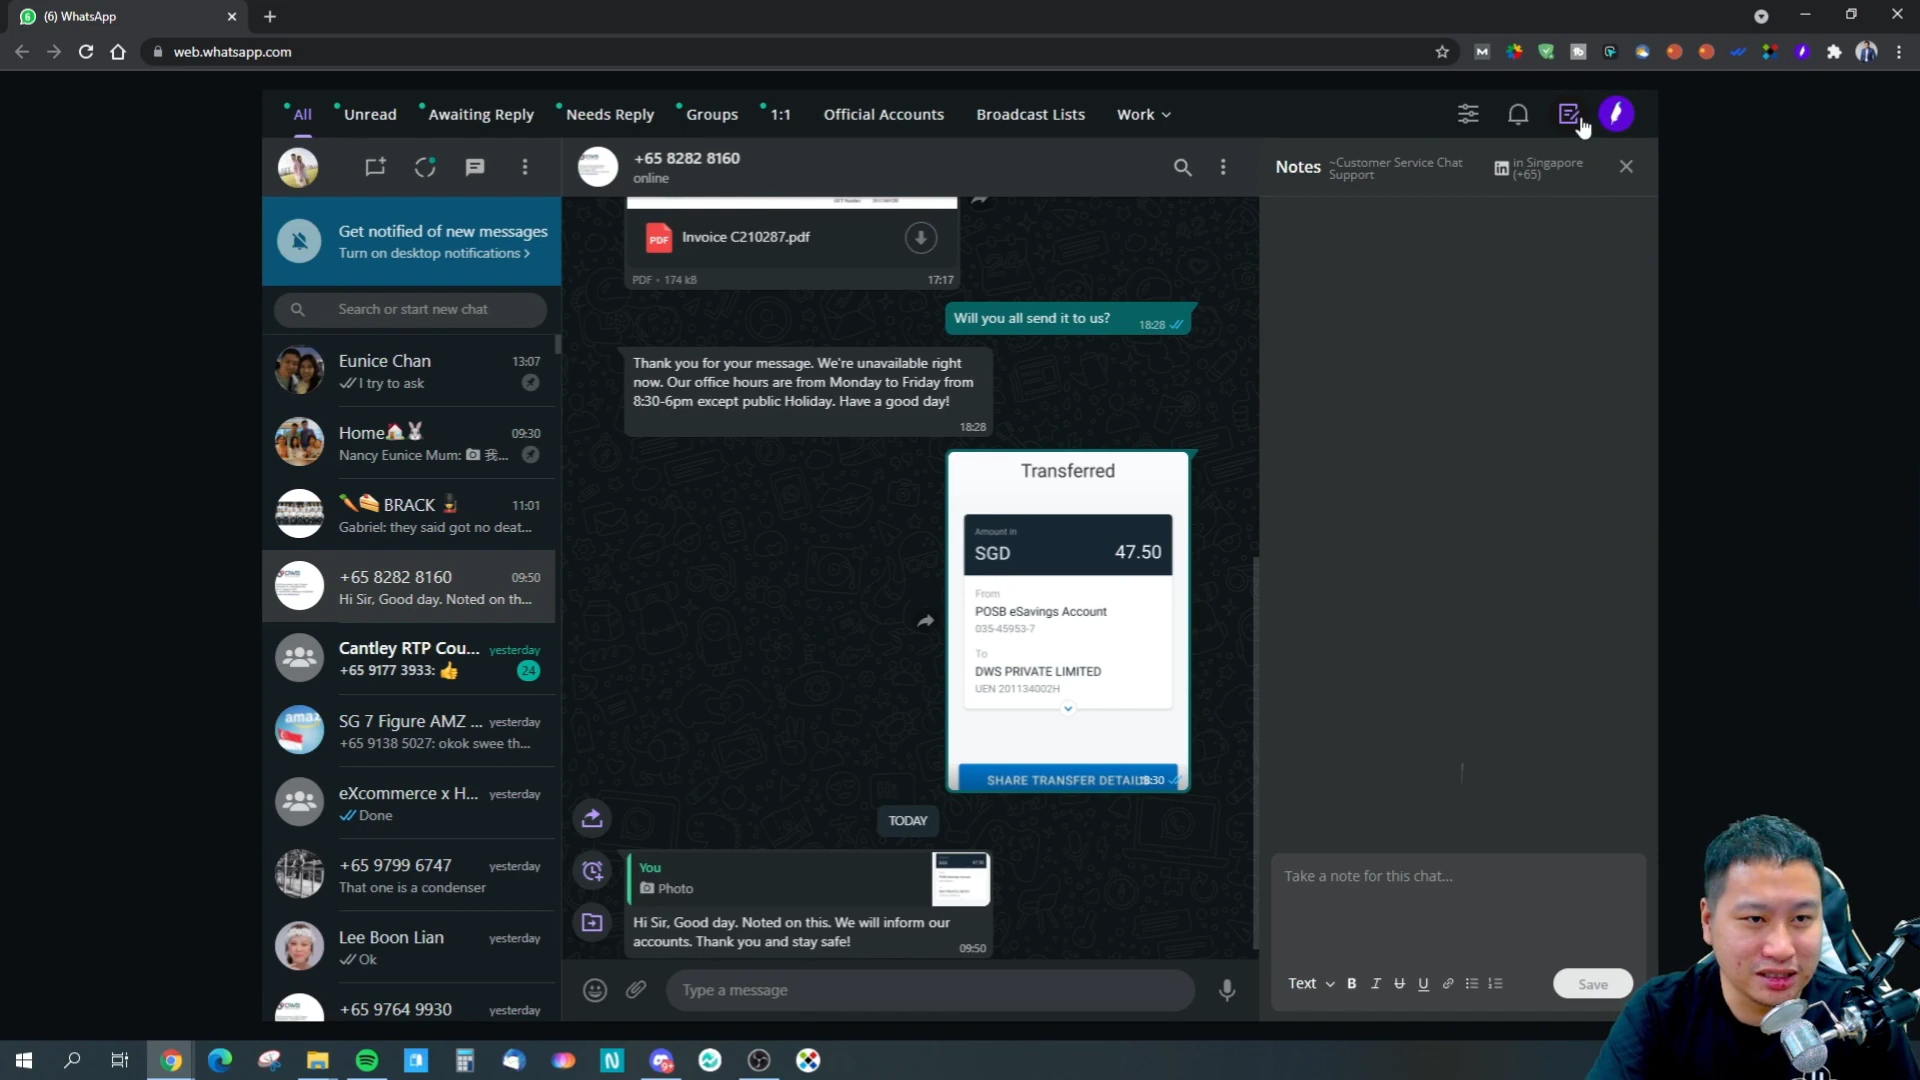 (6) WhatsApp
web.whatsapp.com
All
Unread
Awaiting Reply
Needs Reply
Groups
1:1
Official Accounts
Broadcast Lists
Work
Get notified of new messages
Turn on desktop notifications >
Search or start new chat
Eunice Chan
13:07
I try to ask
Home
09:30
Nancy Eunice Mum: 我...
BRACK
11:01
Gabriel: they said got no deat...
+65 8282 8160
09:50
Hi Sir, Good day. Noted on th...
Cantley RTP Cou...
yesterday
+65 9177 3933: 👍
24
SG 7 Figure AMZ ...
yesterday
+65 9138 5027: okok swee th...
eXcommerce x H...
yesterday
Done
+65 9799 6747
yesterday
That one is a condenser
Lee Boon Lian
yesterday
Ok
+65 9764 9930
yesterday
+65 8282 8160
online
PDF
Invoice C210287.pdf
PDF • 174 kB
17:17
Will you all send it to us?
18:28
Thank you for your message. We're unavailable right
now. Our office hours are from Monday to Friday from
8:30-6pm except public Holiday. Have a good day!
18:28
Transferred
Amount in
SGD
47.50
From
POSB eSavings Account
035-45953-7
To
DWS PRIVATE LIMITED
UEN 201134002H
SHARE TRANSFER DETAILS
18:30
TODAY
You
Photo
Hi Sir, Good day. Noted on this. We will inform our
accounts. Thank you and stay safe!
09:50
Type a message
Notes
~Customer Service Chat
Support
in Singapore
(+65)
Take a note for this chat...
Text
B
I
U
U
Save